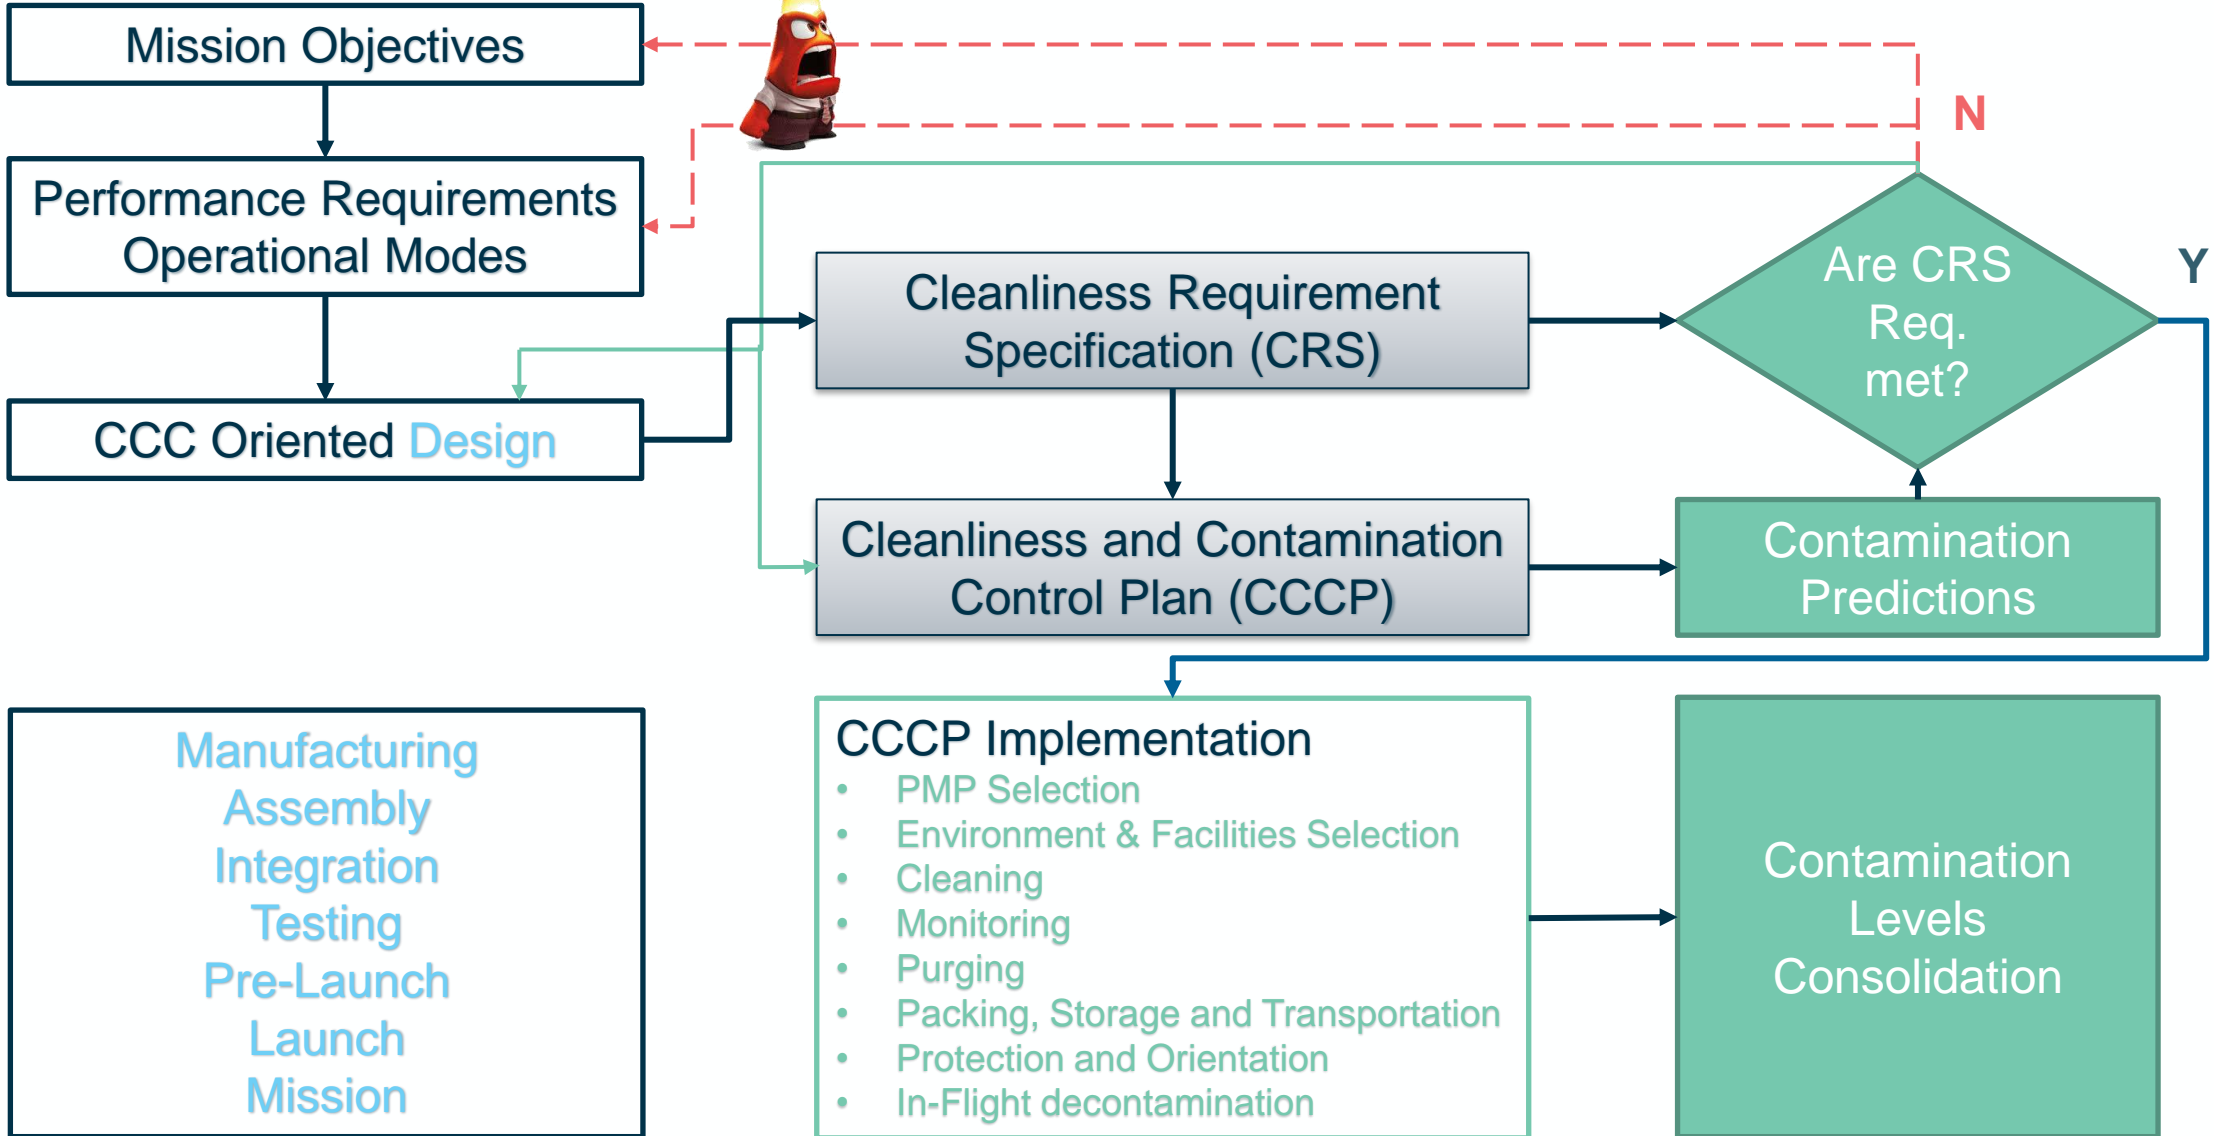 Mission Objectives
N
Performance Requirements
Operational Modes
Cleanliness Requirement
Specification (CRS)
Are CRS
Req.
met?
Y
CCC Oriented Design
Cleanliness and Contamination
Control Plan (CCCP)
Contamination
Predictions
Manufacturing
Assembly
Integration
Testing
Pre-Launch
Launch
Mission
CCCP Implementation
• PMP Selection
• Environment & Facilities Selection
• Cleaning
• Monitoring
• Purging
• Packing, Storage and Transportation
• Protection and Orientation
• In-Flight decontamination
Contamination
Levels
Consolidation